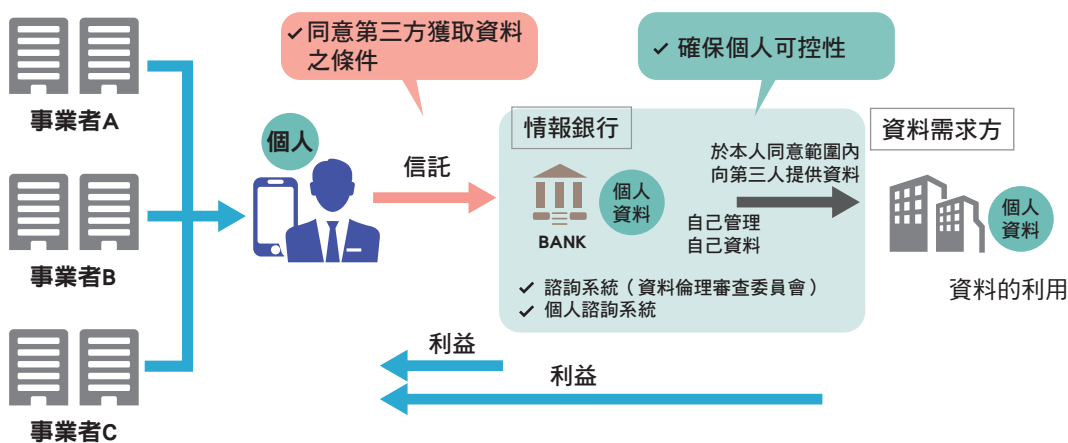 ✓同意第三方獲取資料
之條件
✓ 確保個人可控性
事業者A
個人
信託
情報銀行
BANK
個人
資料
於本人同意範圍內
向第三人提供資料
自己管理
自己資料
✓ 諮詢系統（資料倫理審查委員會）
✓ 個人諮詢系統
資料需求方
個人
資料
資料的利用
事業者B
利益
利益
事業者C